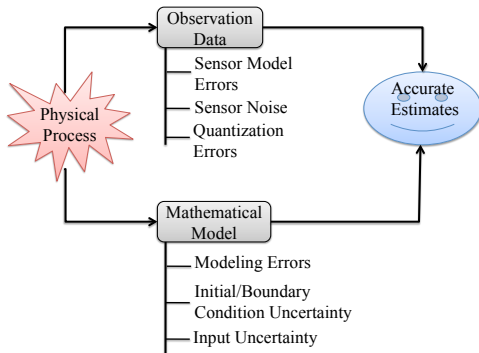 Observation
Data
Sensor Model
Errors
Sensor Noise
Quantization
Errors
Physical
Process
Accurate
Estimates
Mathematical
Model
Modeling Errors
Initial/Boundary
Condition Uncertainty
Input Uncertainty